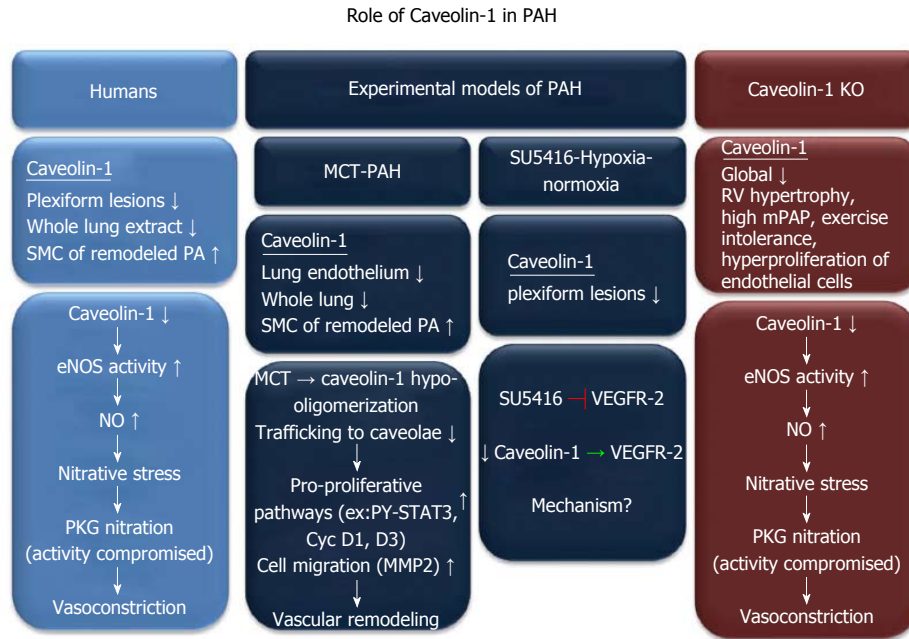 Role of Caveolin-1 in PAH
Humans
Caveolin-1
Plexiform lesions ↓
Whole lung extract ↓
SMC of remodeled PA ↑
Caveolin-1 ↓
eNOS activity ↑
NO ↑
Nitrative stress
PKG nitration
(activity compromised)
Vasoconstriction
Experimental models of PAH
MCT-PAH
Caveolin-1
Lung endothelium ↓
Whole lung ↓
SMC of remodeled PA ↑
MCT → caveolin-1 hypo-
oligomerization
Trafficking to caveolae ↓
Pro-proliferative
pathways (ex:PY-STAT3, ↑
Cyc D1, D3)
Cell migration (MMP2) ↑
Vascular remodeling
SU5416-Hypoxia-
normoxia
Caveolin-1
plexiform lesions ↓
SU5416 ⊣ VEGFR-2
↓ Caveolin-1 → VEGFR-2
Mechanism?
Caveolin-1 KO
Caveolin-1
Global ↓
RV hypertrophy,
high mPAP, exercise
intolerance,
hyperproliferation of
endothelial cells
Caveolin-1 ↓
eNOS activity ↑
NO ↑
Nitrative stress
PKG nitration
(activity compromised)
Vasoconstriction